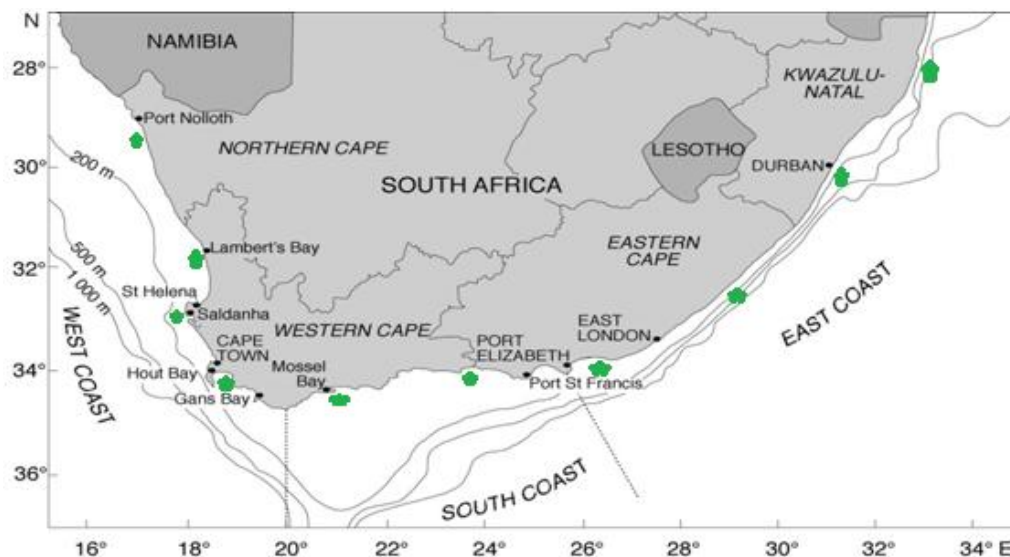 N
NAMIBIA
28°
KWAZULU-
NATAL
Port Nolloth
200 m
NORTHERN CAPE
LESOTHO
DURBAN
30°
SOUTH AFRICA
Lambert's Bay
EASTERN
CAPE
32°
500 m
1 000 m
St Helena
Saldanha
WEST COAST
WESTERN CAPE
EAST
LONDON
EAST COAST
CAPE
TOWN
PORT
ELIZABETH
Mossel
Bay
34°
Hout Bay
Port St Francis
Gans Bay
36°
SOUTH COAST
16° 18° 20° 22° 24° 26° 28° 30° 32° 34° E